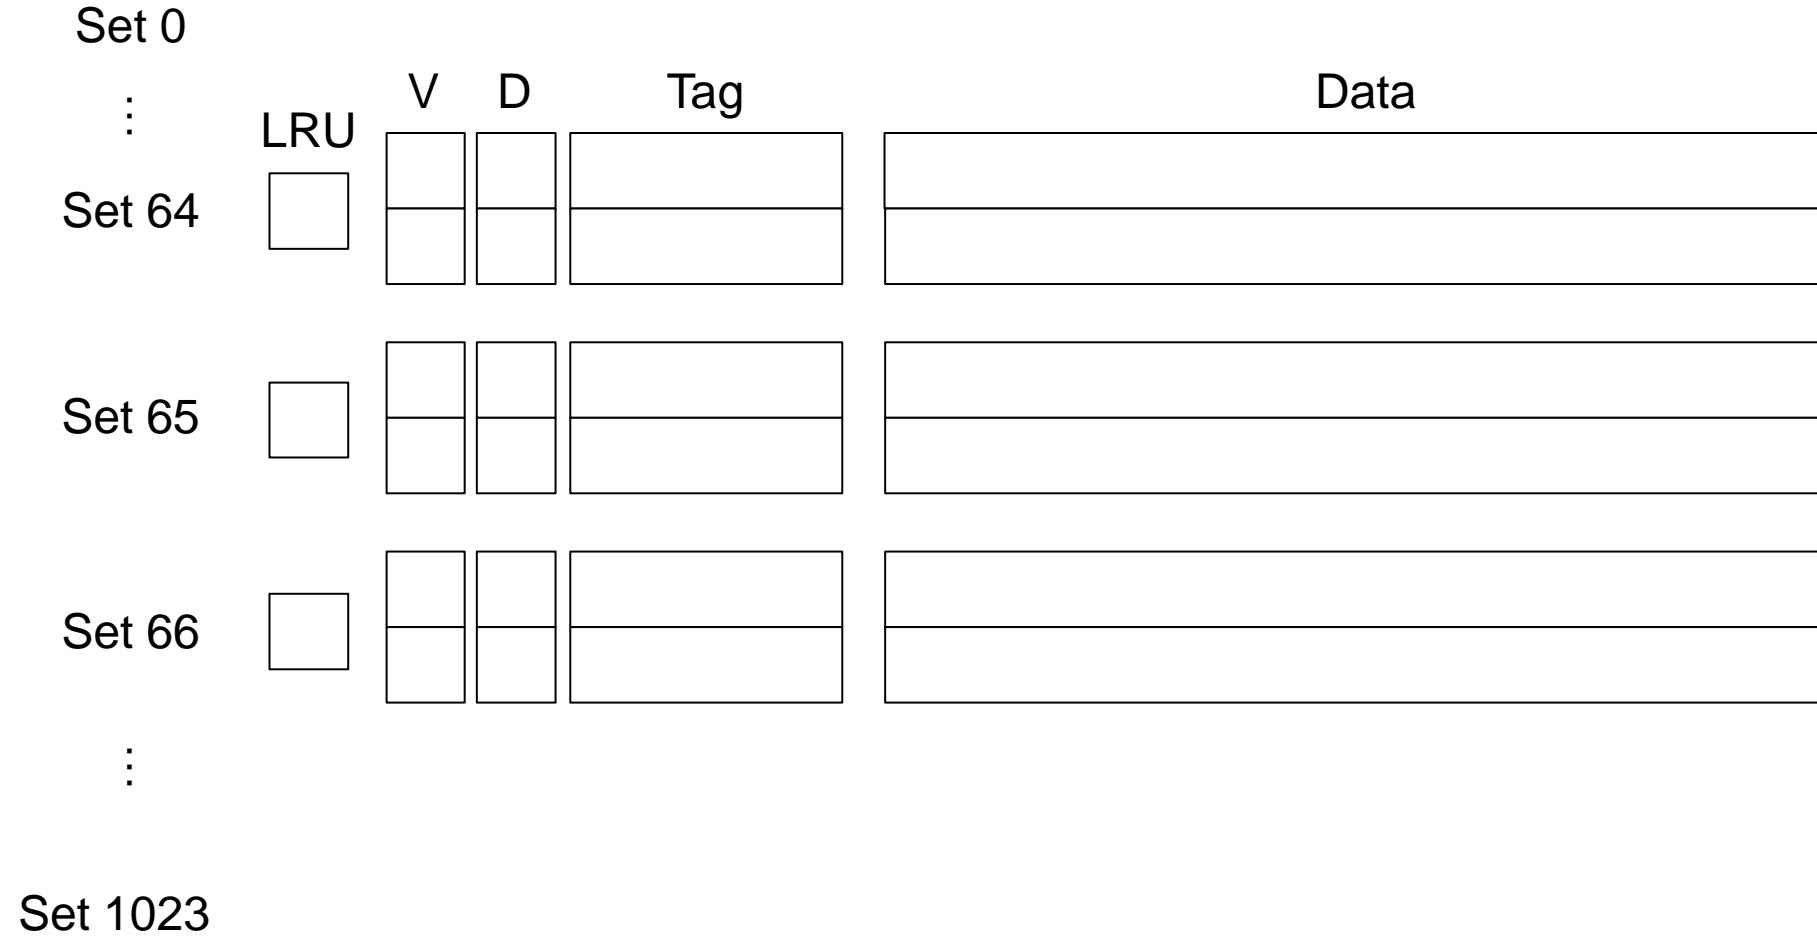 Set 0
V D Tag Data
⋮
LRU
Set 64
Set 65
Set 66
⋮
Set 1023